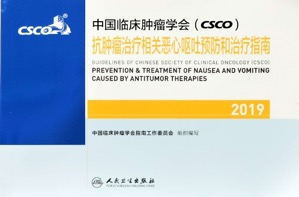 CSCO
中国临床肿瘤学会（CSCO）
抗肿瘤治疗相关恶心呕吐预防和治疗指南
GUIDELINES OF CHINESE SOCIETY OF CLINICAL ONCOLOGY (CSCO)
PREVENTION & TREATMENT OF NAUSEA AND VOMITING
CAUSED BY ANTITUMOR THERAPIES
2019
中国临床肿瘤学会指南工作委员会 组织编写
人民卫生出版社